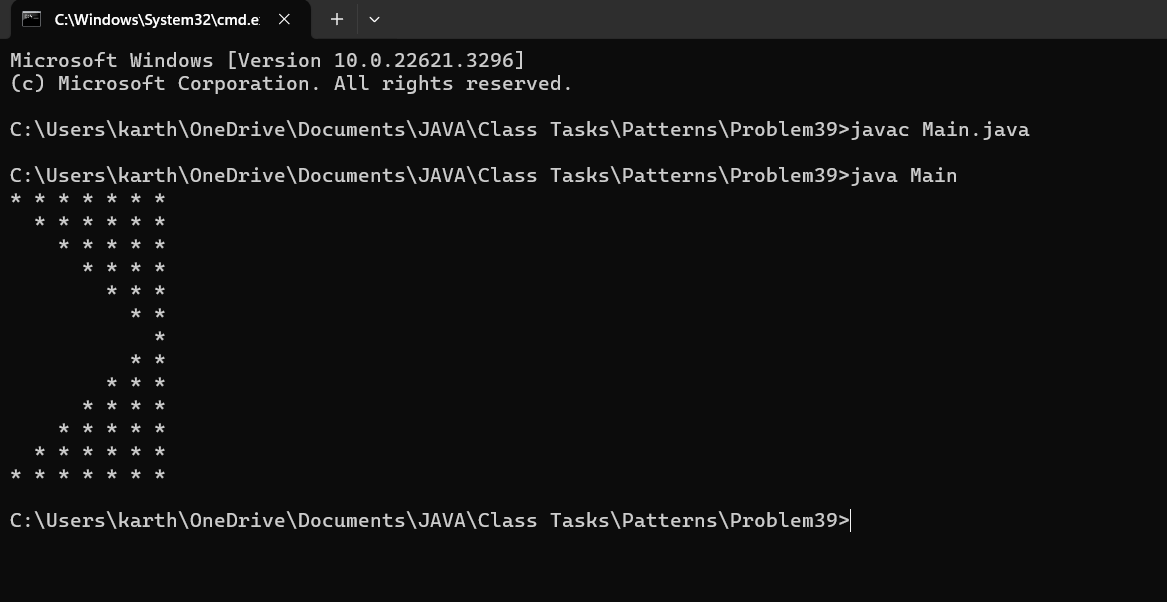 C:\Windows\System32\cmd.e
Microsoft Windows [Version 10.0.22621.3296]
(c) Microsoft Corporation. All rights reserved.
C:\Users\karth\OneDrive\Documents\JAVA\Class Tasks\Patterns\Problem39>javac Main.java
C:\Users\karth\OneDrive\Documents\JAVA\Class Tasks\Patterns\Problem39>java Main
* * * * * * *
  * * * * * *
    * * * * *
      * * * *
        * * *
          * *
            *
          * *
        * * *
      * * * *
    * * * * *
  * * * * * *
* * * * * * *
C:\Users\karth\OneDrive\Documents\JAVA\Class Tasks\Patterns\Problem39>